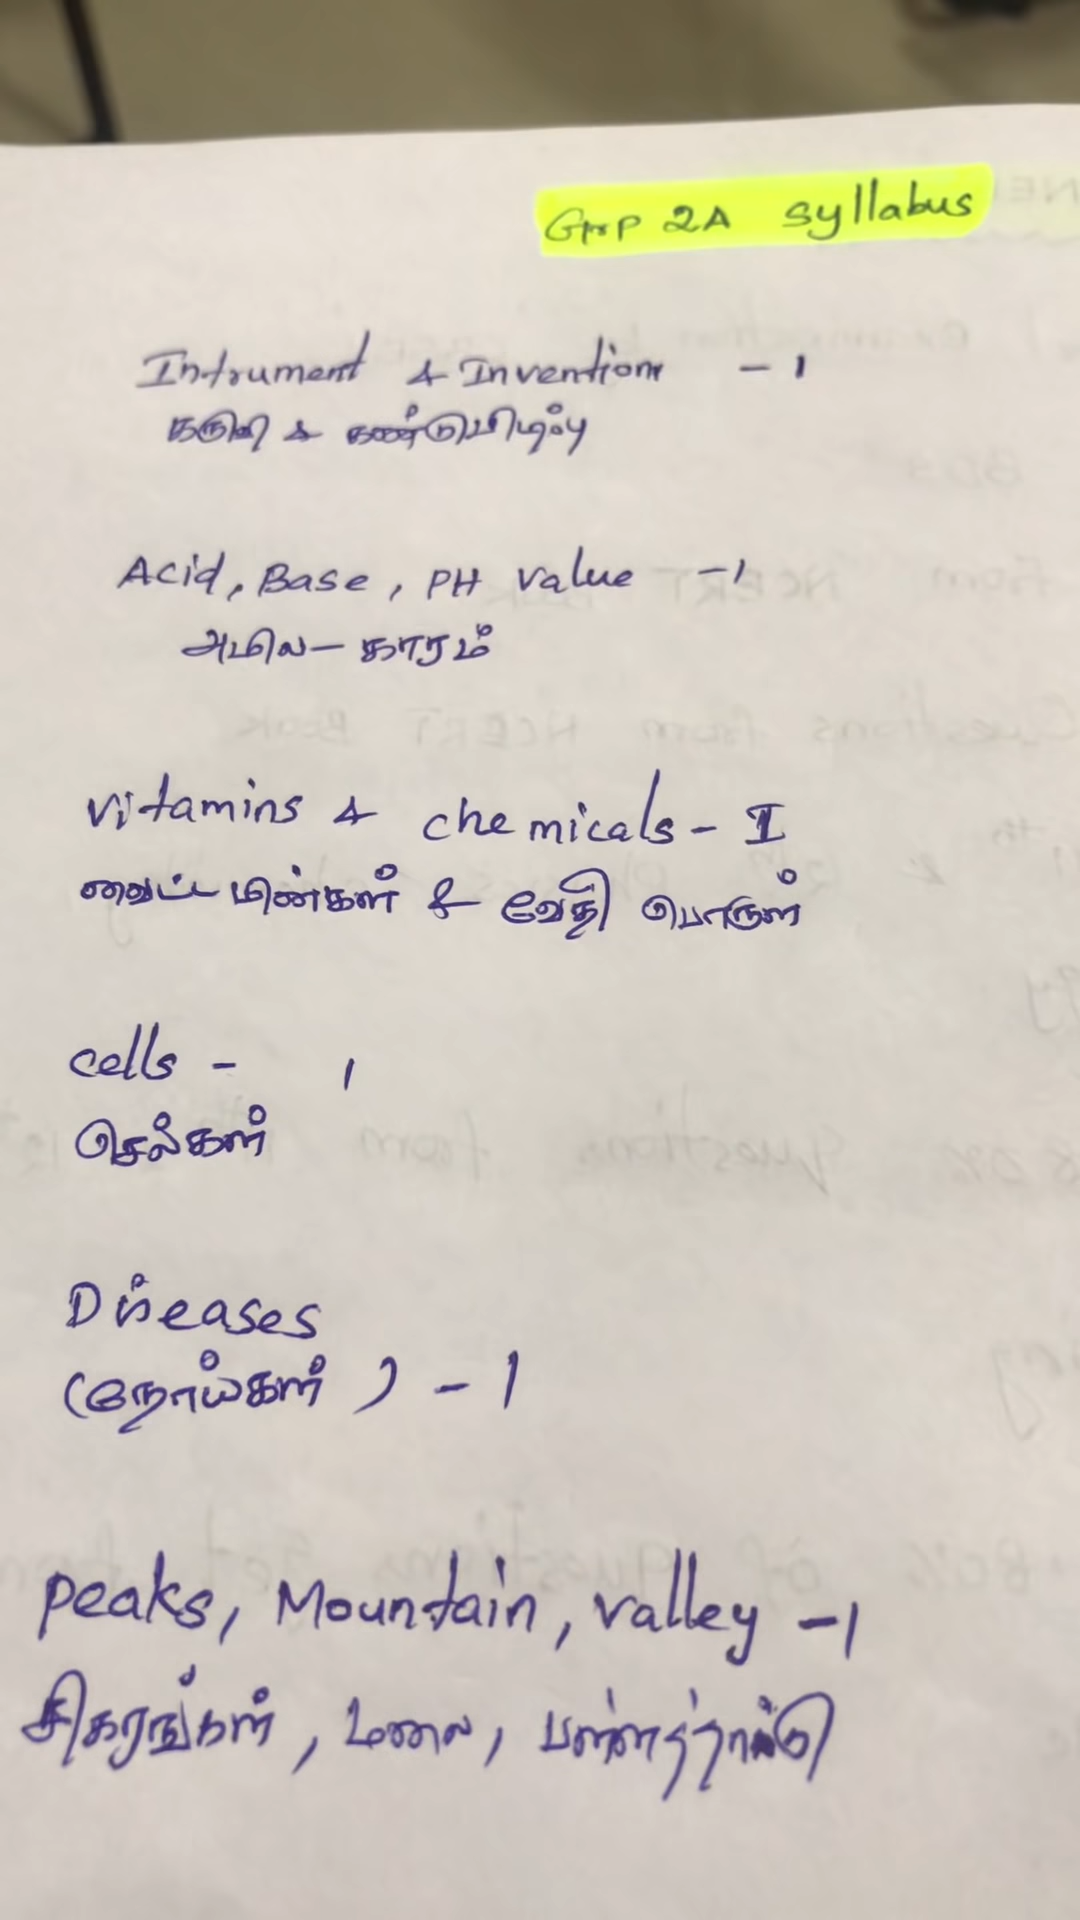 Grp 2A syllabus
Intrument & Inventions - 1
கருவி & கண்டுபிடிப்பு
Acid, Base, PH value - 1
அமில - காரம்
vitamins & chemicals - I
வைட்டமின்கள் & வேதி பொருள்
cells - 1
செல்கள்
Diseases
(நோய்கள்) - 1
Peaks, Mountain, valley - 1
சிகரங்கள், மலை, பள்ளத்தாக்கு